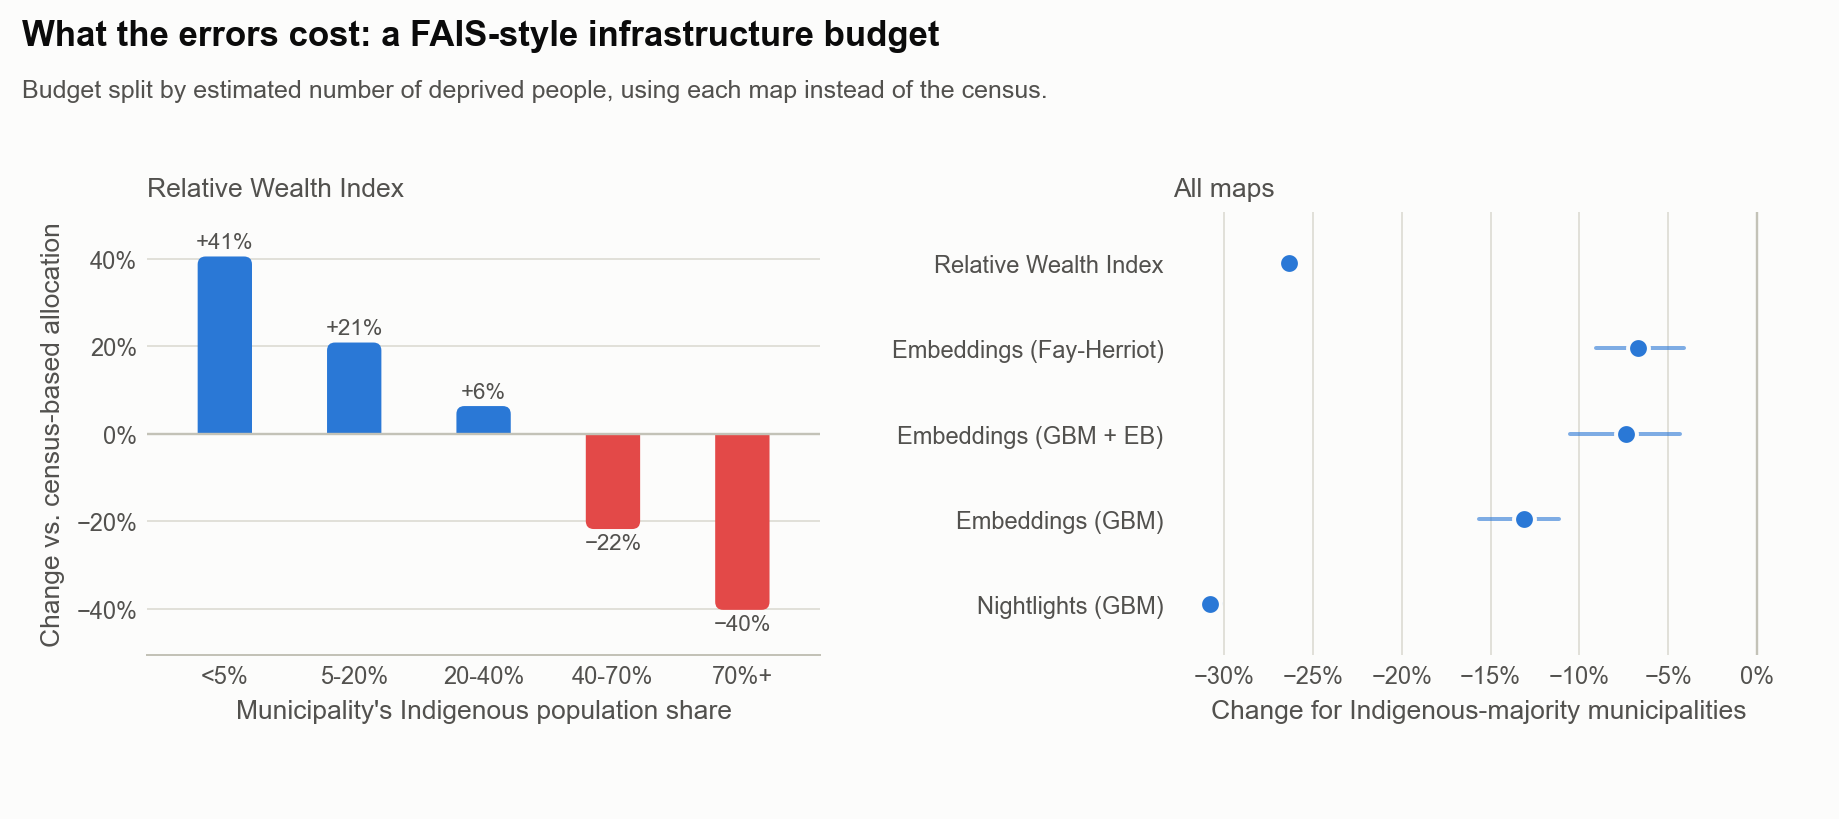 What the errors cost: a FAIS-style infrastructure budget
Budget split by estimated number of deprived people, using each map instead of the census.
Relative Wealth Index
Change vs. census-based allocation
40%
20%
0%
−20%
−40%
+41%
+21%
+6%
−22%
−40%
<5%
5-20%
20-40%
40-70%
70%+
Municipality's Indigenous population share
All maps
Relative Wealth Index
Embeddings (Fay-Herriot)
Embeddings (GBM + EB)
Embeddings (GBM)
Nightlights (GBM)
−30%
−25%
−20%
−15%
−10%
−5%
0%
Change for Indigenous-majority municipalities